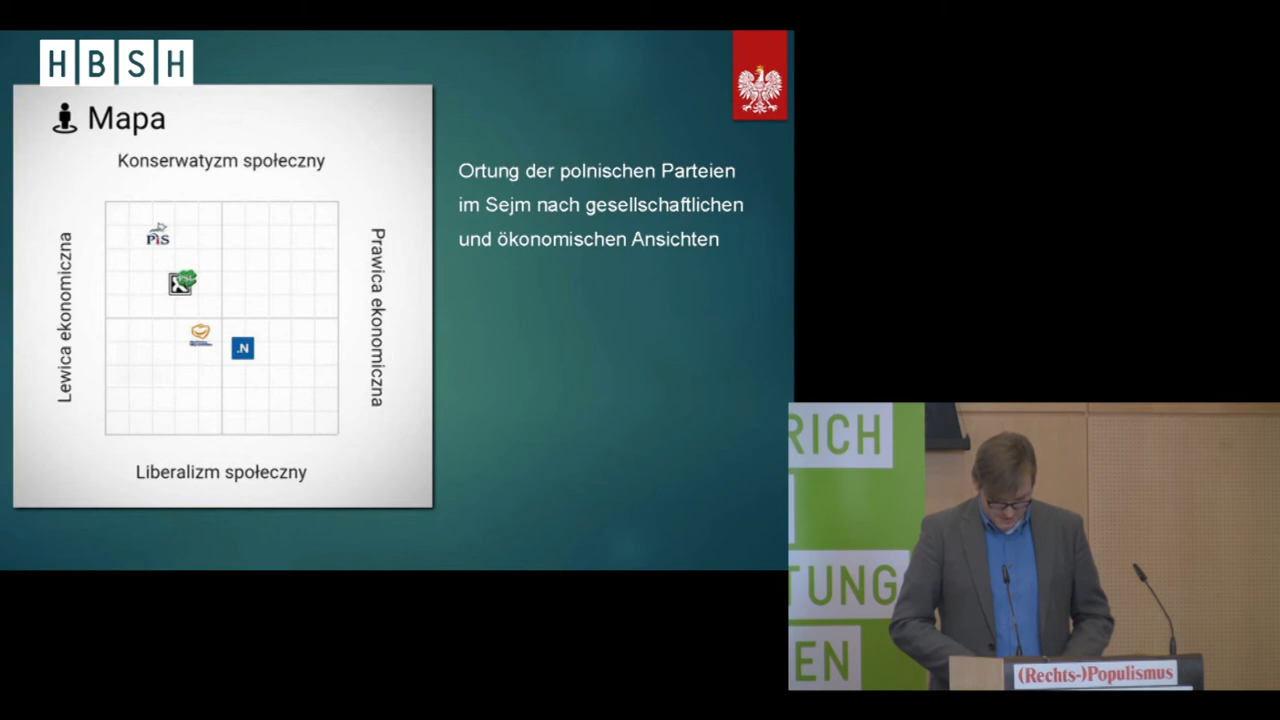 HBSH
Mapa
Konserwatyzm społeczny
Lewica ekonomiczna
Prawica ekonomiczna
PiS
PSL
.N
Liberalizm społeczny
Ortung der polnischen Parteien
im Sejm nach gesellschaftlichen
und ökonomischen Ansichten
RICH
TUNG
EN
(Rechts-)Populismus